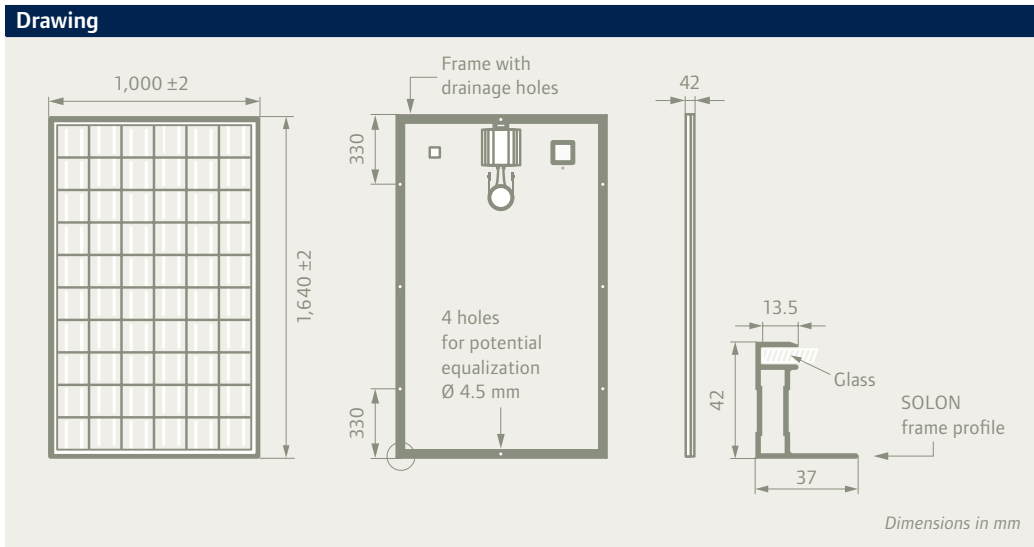 Drawing
1,000 ±2
1,640 ±2
Frame with
drainage holes
330
330
4 holes
for potential
equalization
Ø 4.5 mm
42
13.5
Glass
42
SOLON
frame profile
37
Dimensions in mm